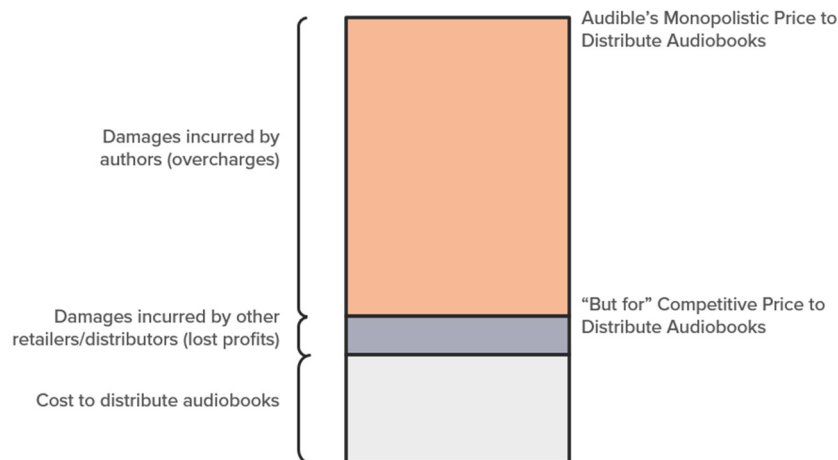 Audible’s Monopolistic Price to
Distribute Audiobooks
Damages incurred by
authors (overcharges)
“But for” Competitive Price to
Distribute Audiobooks
Damages incurred by other
retailers/distributors (lost profits)
Cost to distribute audiobooks